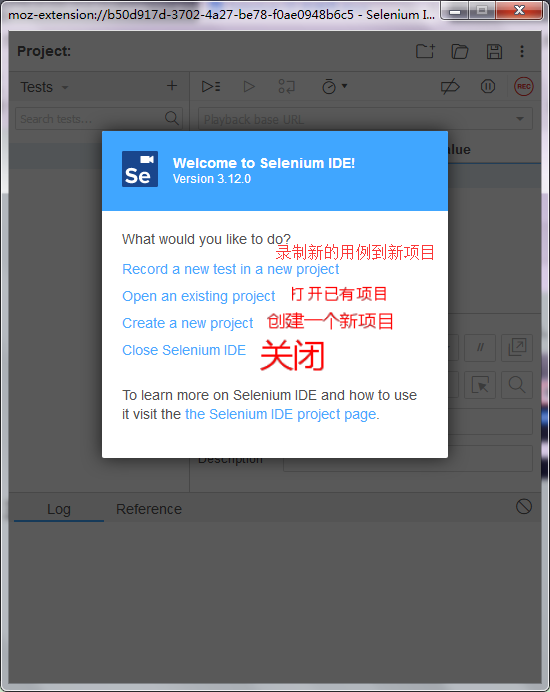 moz-extension://b50d917d-3702-4a27-be78-f0ae0948b6c5 - Selenium I...
Project:
Tests
REC
Search tests...
Playback base URL
alue
Se
Welcome to Selenium IDE!
Version 3.12.0
What would you like to do?
录制新的用例到新项目
Record a new test in a new project
Open an existing project 打开已有项目
Create a new project 创建一个新项目
Close Selenium IDE 关闭
//
To learn more on Selenium IDE and how to use
it visit the the Selenium IDE project page.
Description
Log Reference